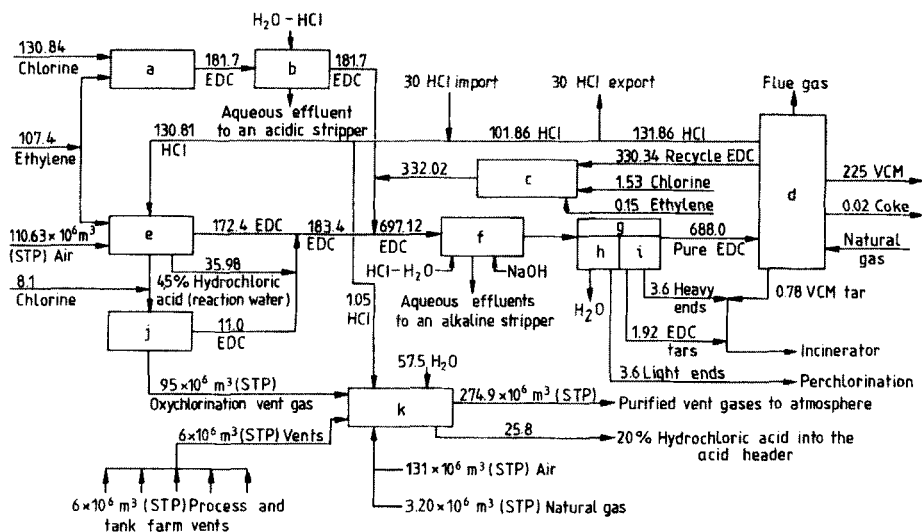 H₂O – HCl
130.84
Chlorine
a
181.7
EDC
b
181.7
EDC
Aqueous effluent
to an acidic stripper
30 HCl import
30 HCl export
Flue gas
107.4
Ethylene
130.81
HCl
101.86 HCl
131.86 HCl
330.34 Recycle EDC
332.02
c
1.53 Chlorine
0.15 Ethylene
d
225 VCM
0.02 Coke
Natural
gas
110.63×10⁶m³
(STP) Air
e
172.4 EDC
183.4
EDC
697.12
EDC
f
g
h
i
688.0
Pure EDC
35.98
45% Hydrochloric
acid (reaction water)
HCl–H₂O
NaOH
8.1
Chlorine
Aqueous effluents
to an alkaline stripper
H₂O
3.6 Heavy
ends
0.78 VCM tar
j
11.0
EDC
1.05
HCl
1.92 EDC
tars
Incinerator
57.5 H₂O
3.6 Light ends
Perchlorination
95×10⁶ m³(STP)
Oxychlorination vent gas
k
274.9×10⁶ m³ (STP)
Purified vent gases to atmosphere
6×10⁶ m³(STP) Vents
25.8
20% Hydrochloric acid into the
acid header
131×10⁶ m³ (STP) Air
6×10⁶ m³ (STP) Process and
tank farm vents
3.20×10⁶ m³ (STP) Natural gas